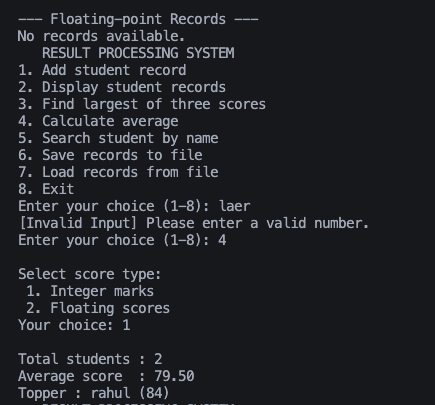 --- Floating-point Records ---
No records available.
RESULT PROCESSING SYSTEM
1. Add student record
2. Display student records
3. Find largest of three scores
4. Calculate average
5. Search student by name
6. Save records to file
7. Load records from file
8. Exit
Enter your choice (1-8): laer
[Invalid Input] Please enter a valid number.
Enter your choice (1-8): 4
Select score type:
1. Integer marks
2. Floating scores
Your choice: 1
Total students : 2
Average score  : 79.50
Topper : rahul (84)